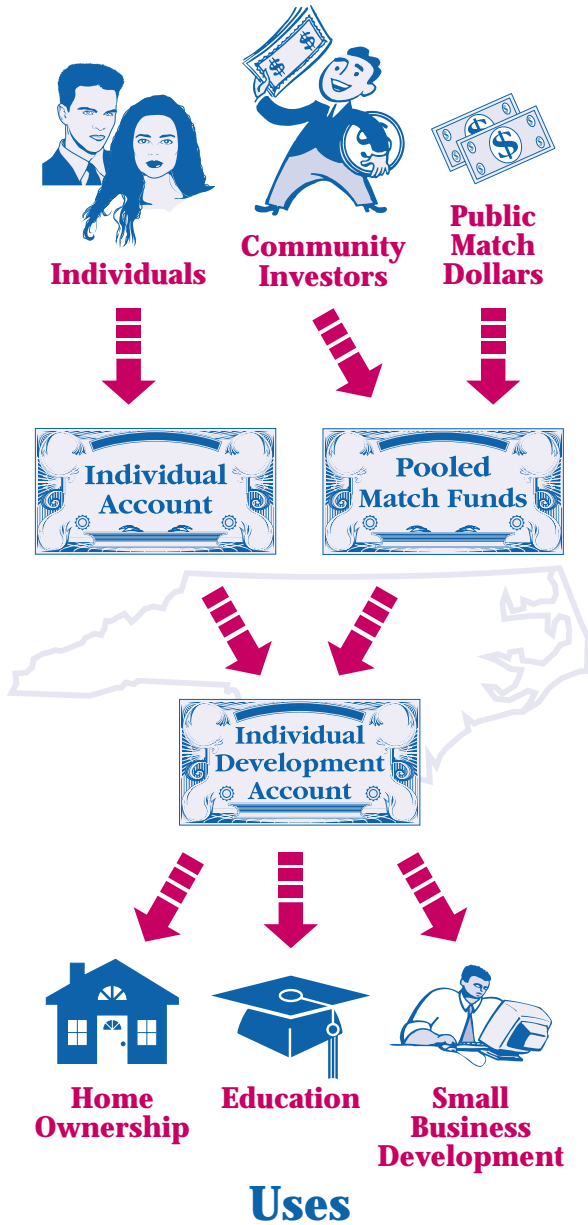 Individuals
Community
Investors
Public
Match
Dollars
Individual
Account
Pooled
Match Funds
Individual
Development
Account
Home
Ownership
Education
Small
Business
Development
Uses